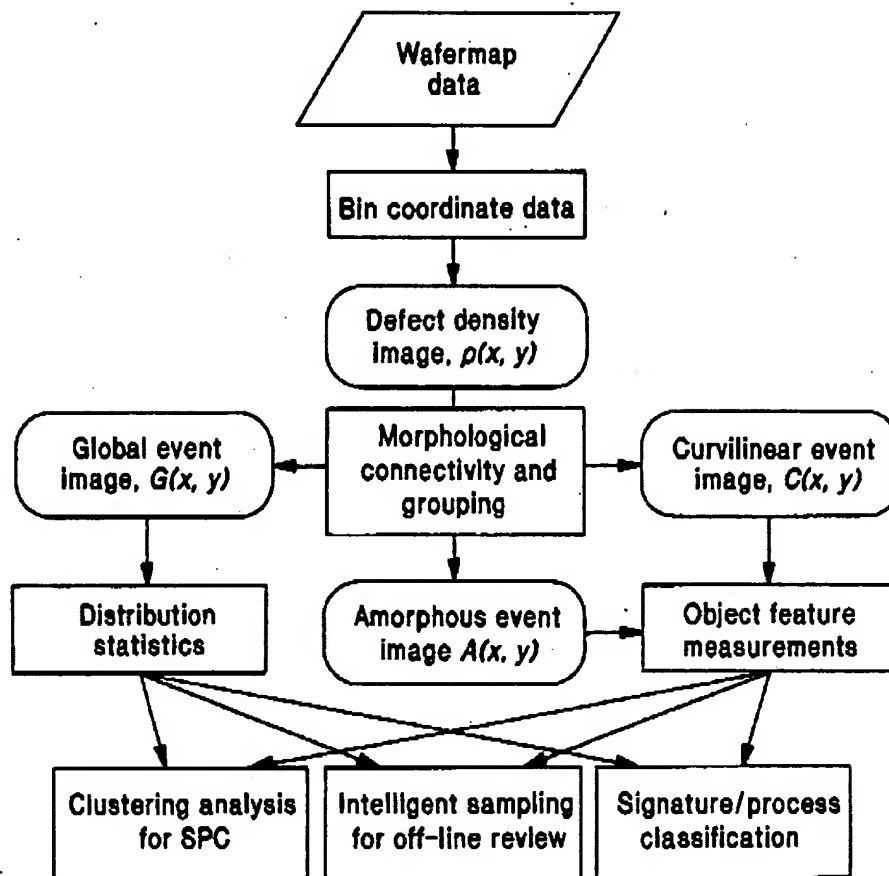 Wafermap
data
Bin coordinate data
Defect density
image, ρ(x, y)
Global event
image, G(x, y)
Morphological
connectivity and
grouping
Curvilinear event
image, C(x, y)
Distribution
statistics
Amorphous event
image A(x, y)
Object feature
measurements
Clustering analysis
for SPC
Intelligent sampling
for off-line review
Signature/process
classification